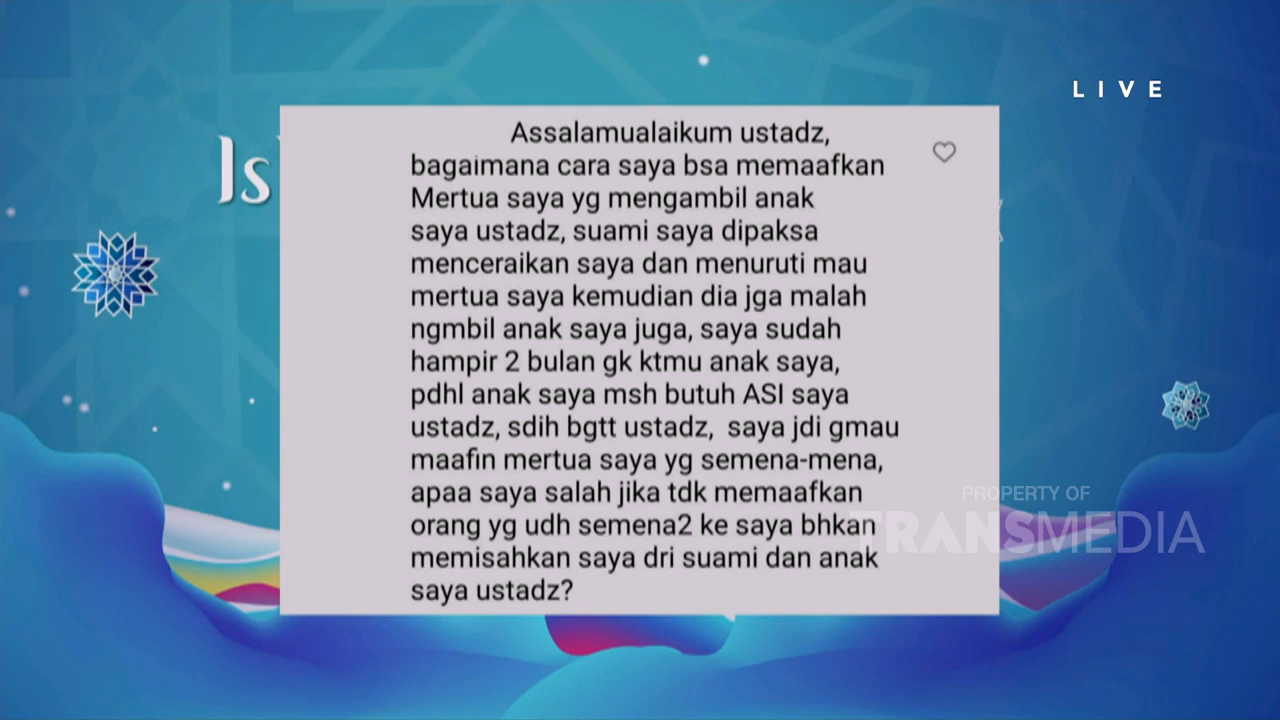 LIVE
Is
Assalamualaikum ustadz,
bagaimana cara saya bsa memaafkan
Mertua saya yg mengambil anak
saya ustadz, suami saya dipaksa
menceraikan saya dan menuruti mau
mertua saya kemudian dia jga malah
ngmbil anak saya juga, saya sudah
hampir 2 bulan gk ktmu anak saya,
pdhl anak saya msh butuh ASI saya
ustadz, sdih bgtt ustadz, saya jdi gmau
maafin mertua saya yg semena-mena,
apaa saya salah jika tdk memaafkan
orang yg udh semena2 ke saya bhkan
memisahkan saya dri suami dan anak
saya ustadz?
PROPERTY OF
TRANSMEDIA